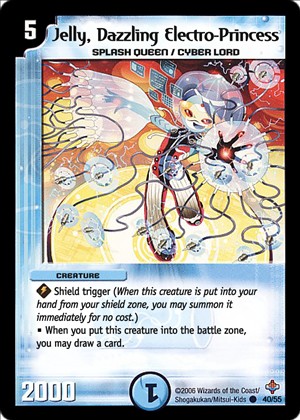 5 Jelly, Dazzling Electro-Princess
SPLASH QUEEN / CYBER LORD
CREATURE
Shield trigger (When this creature is put into your
hand from your shield zone, you may summon it
immediately for no cost.)
▪ When you put this creature into the battle zone,
you may draw a card.
2000
©2006 Wizards of the Coast/
Shogakukan/Mitsui-Kids ● 40/55